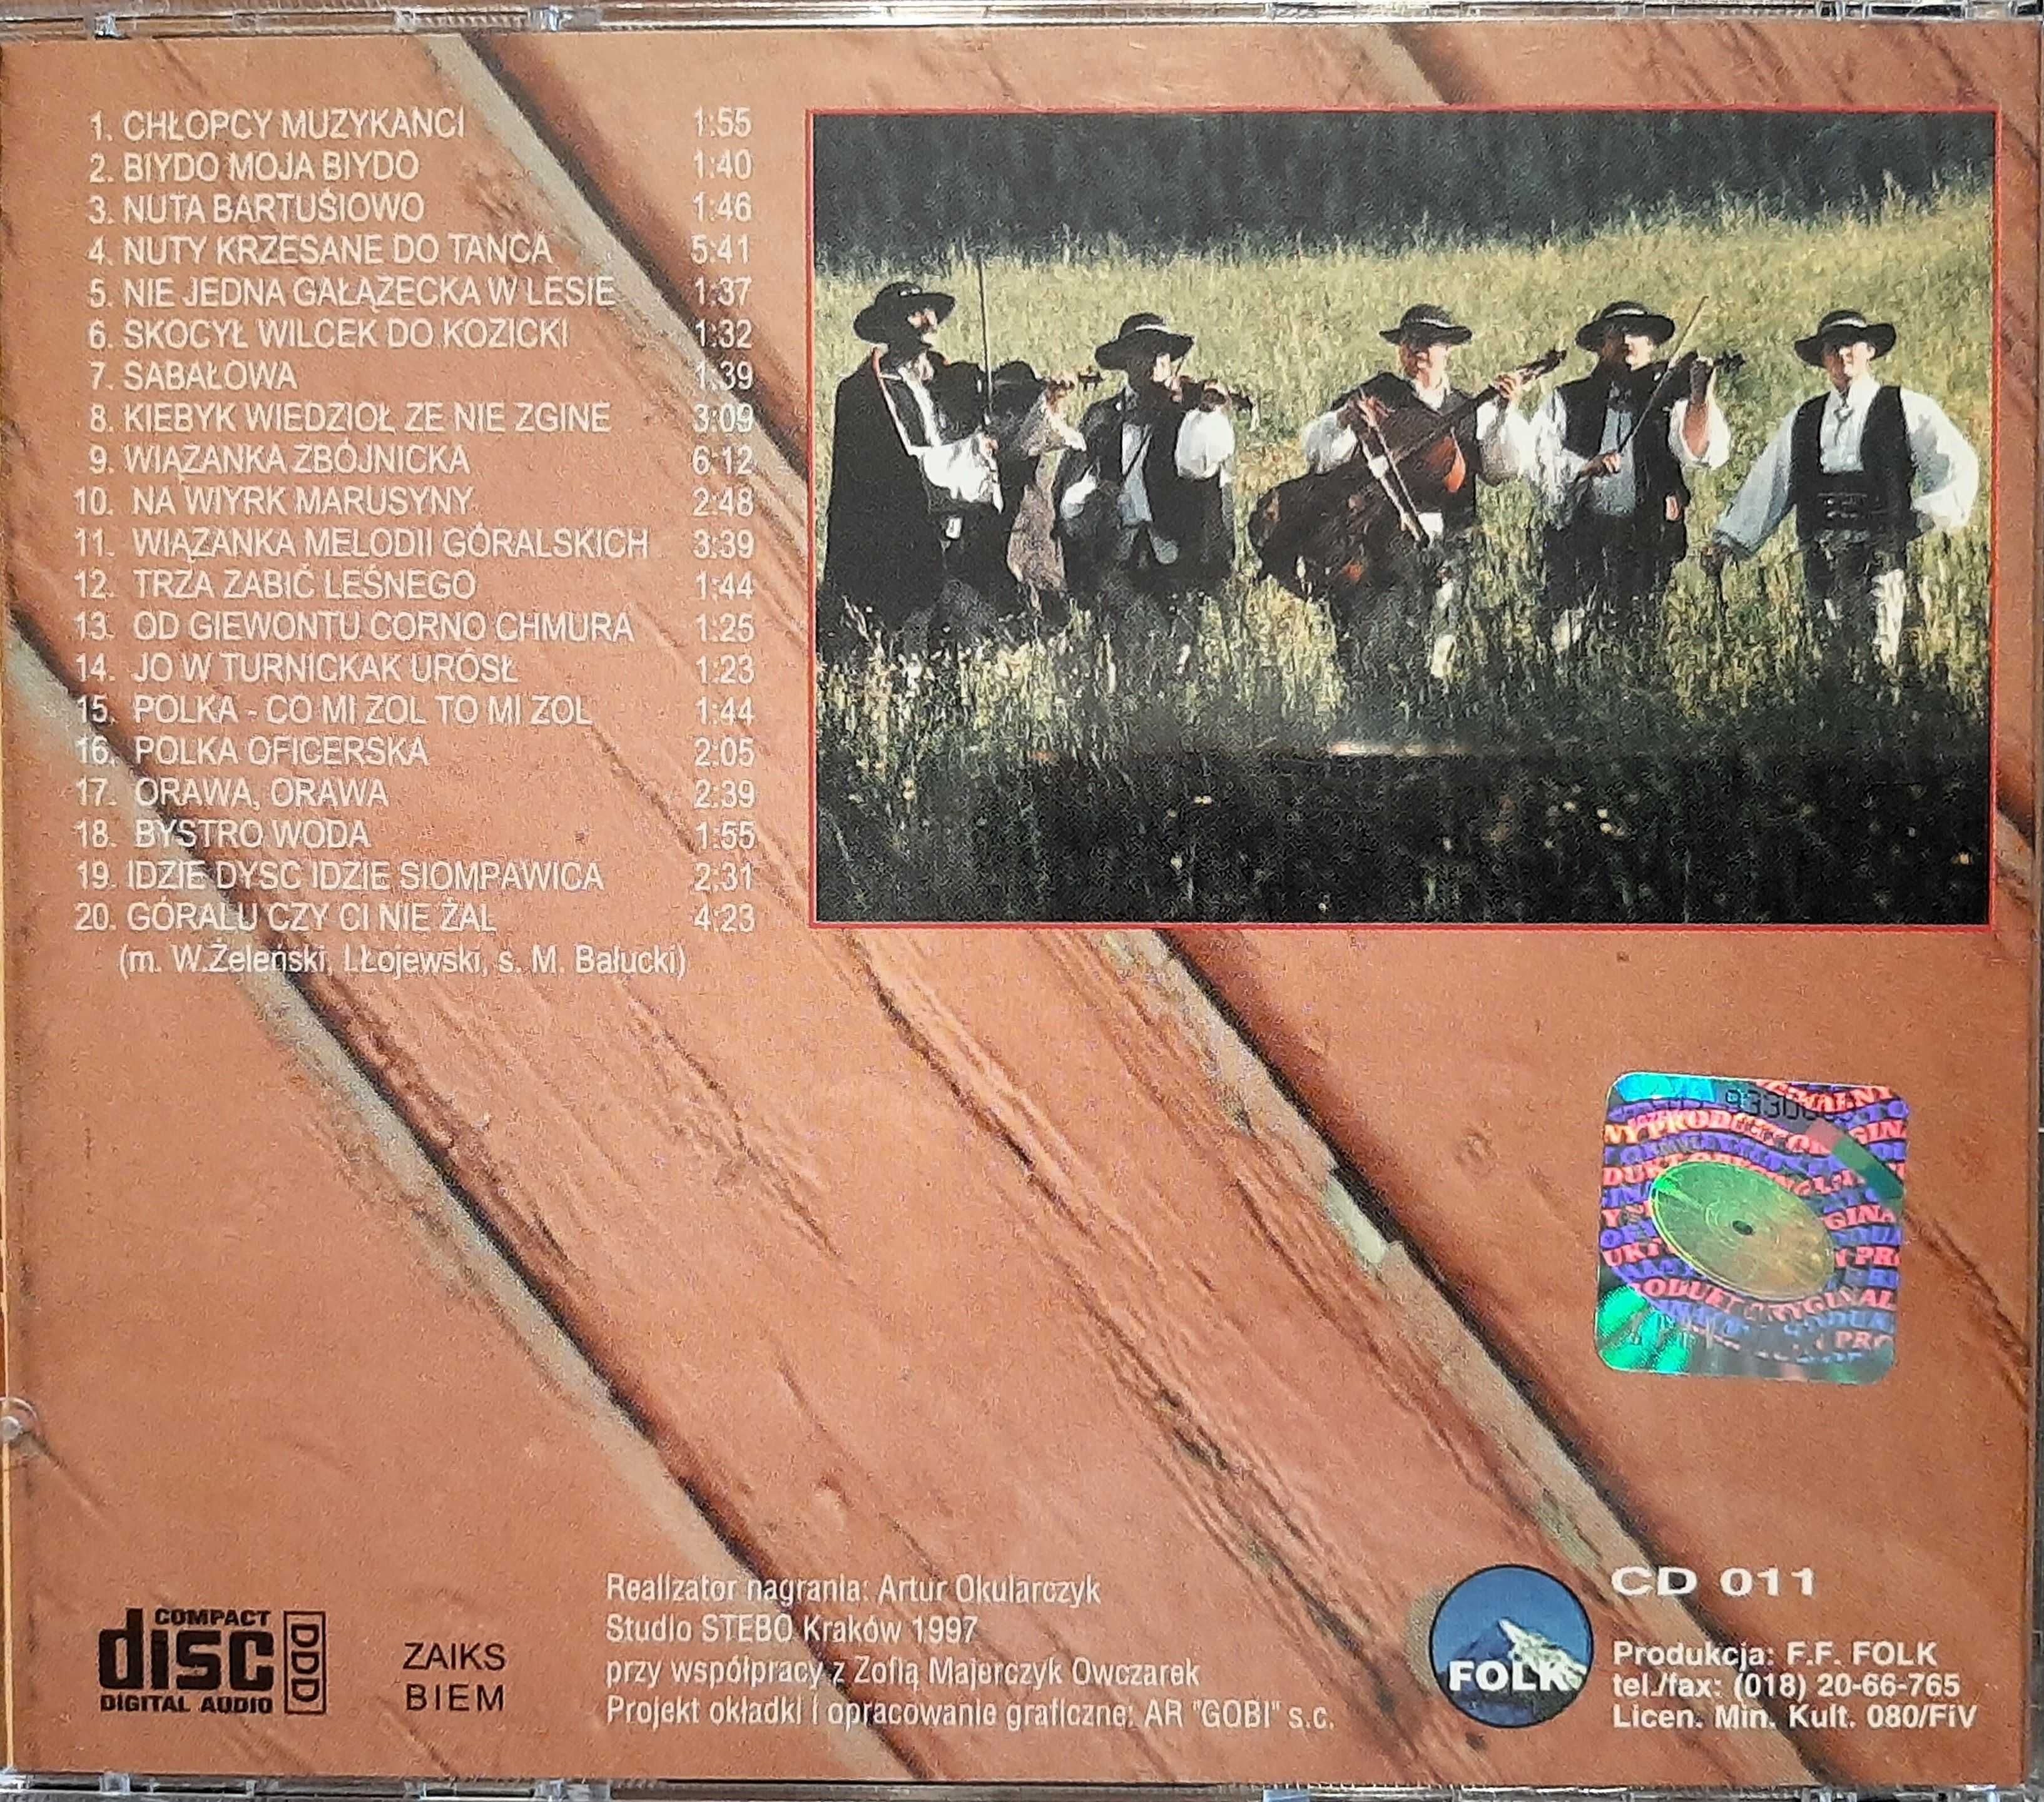 1. CHŁOPCY MUZYKANCI 1:55
2. BIYDO MOJA BIYDO 1:40
3. NUTA BARTUŚIOWO 1:46
4. NUTY KRZESANE DO TAŃCA 5:41
5. NIE JEDNA GAŁĄZECKA W LESIE 1:37
6. SKOCYŁ WILCEK DO KOZICKI 1:32
7. SABAŁOWA 1:39
8. KIEBYK WIEDZIOŁ ZE NIE ZGINE 3:09
9. WIĄZANKA ZBÓJNICKA 6:12
10. NA WIYRK MARUSYNY 2:48
11. WIĄZANKA MELODII GÓRALSKICH 3:39
12. TRZA ZABIĆ LEŚNEGO 1:44
13. OD GIEWONTU CORNO CHMURA 1:25
14. JO W TURNICKAK URÓSŁ 1:23
15. POLKA - CO MI ZOL TO MI ZOL 1:44
16. POLKA OFICERSKA 2:05
17. ORAWA, ORAWA 2:39
18. BYSTRO WODA 1:55
19. IDZIE DYSC IDZIE SIOMPAWICA 2:31
20. GÓRALU CZY CI NIE ŻAL 4:23
(m. W.Żeleński, I.Łojewski, s. M. Bałucki)
COMPACT
disc
DIGITAL AUDIO
DDD
ZAIKS
BIEM
Realizator nagrania: Artur Okularczyk
Studio STEBO Kraków 1997
przy współpracy z Zofią Majerczyk Owczarek
Projekt okładki i opracowanie graficzne: AR "GOBI" s.c.
FOLK
CD 011
Produkcja: F.F. FOLK
tel./fax: (018) 20-66-765
Licen. Min. Kult. 080/FiV